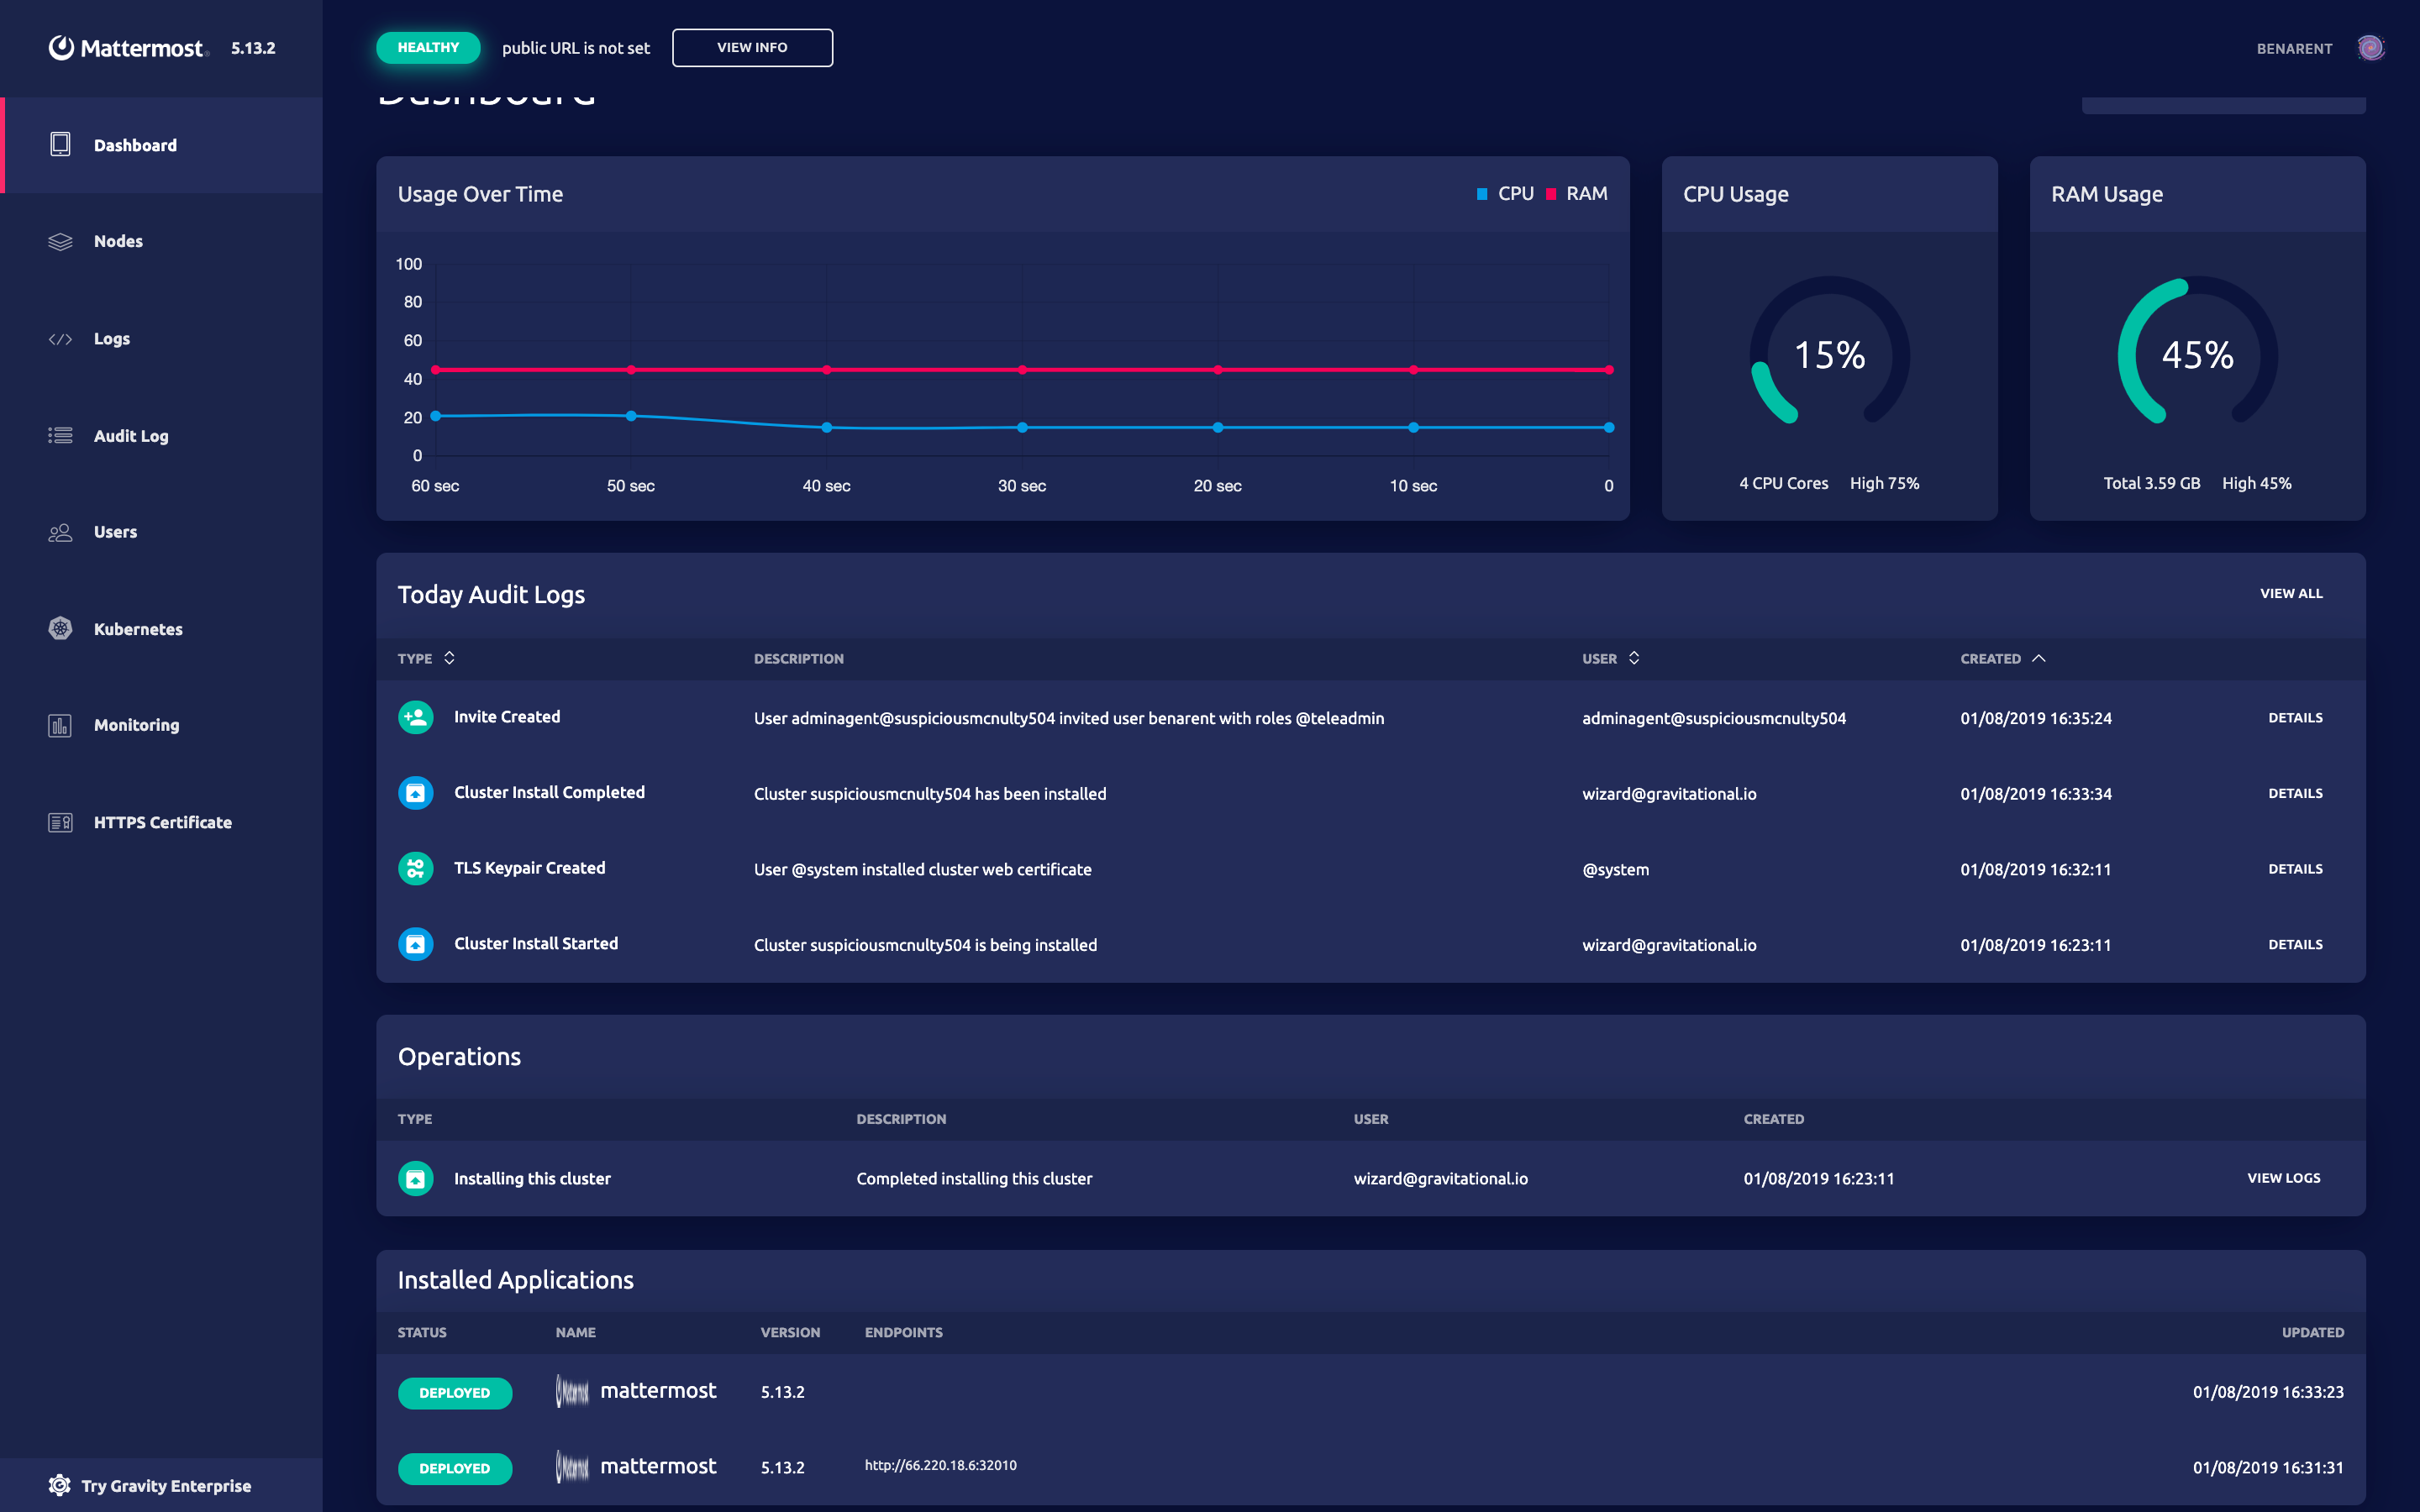 Mattermost 5.13.2
HEALTHY public URL is not set VIEW INFO
BENARENT
Dashboard
Nodes
Logs
Audit Log
Users
Kubernetes
Monitoring
HTTPS Certificate
Try Gravity Enterprise
Dashboard
Usage Over Time CPU RAM
100
80
60
40
20
0
60 sec 50 sec 40 sec 30 sec 20 sec 10 sec 0
CPU Usage
15%
4 CPU Cores High 75%
RAM Usage
45%
Total 3.59 GB High 45%
Today Audit Logs VIEW ALL
TYPE DESCRIPTION USER CREATED
Invite Created User adminagent@suspiciousmcnulty504 invited user benarent with roles @teleadmin adminagent@suspiciousmcnulty504 01/08/2019 16:35:24 DETAILS
Cluster Install Completed Cluster suspiciousmcnulty504 has been installed wizard@gravitational.io 01/08/2019 16:33:34 DETAILS
TLS Keypair Created User @system installed cluster web certificate @system 01/08/2019 16:32:11 DETAILS
Cluster Install Started Cluster suspiciousmcnulty504 is being installed wizard@gravitational.io 01/08/2019 16:23:11 DETAILS
Operations
TYPE DESCRIPTION USER CREATED
Installing this cluster Completed installing this cluster wizard@gravitational.io 01/08/2019 16:23:11 VIEW LOGS
Installed Applications
STATUS NAME VERSION ENDPOINTS UPDATED
DEPLOYED Mattermost mattermost 5.13.2 01/08/2019 16:33:23
DEPLOYED Mattermost mattermost 5.13.2 http://66.220.18.6:32010 01/08/2019 16:31:31